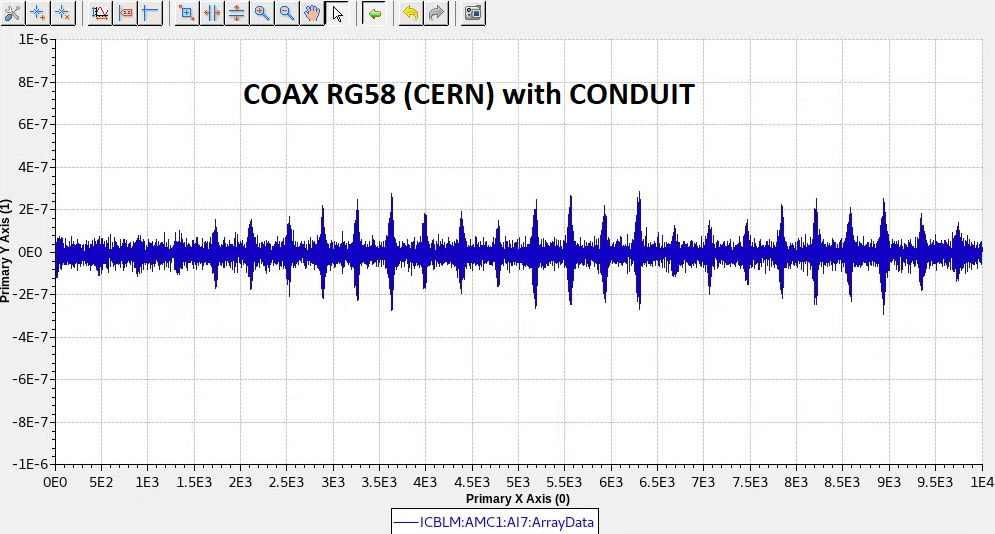 1E-6
8E-7
6E-7
4E-7
2E-7
0E0
-2E-7
-4E-7
-6E-7
-8E-7
-1E-6
Primary Y Axis (1)
COAX RG58 (CERN) with CONDUIT
0E0 5E2 1E3 1.5E3 2E3 2.5E3 3E3 3.5E3 4E3 4.5E3 5E3 5.5E3 6E3 6.5E3 7E3 7.5E3 8E3 8.5E3 9E3 9.5E3 1E4
Primary X Axis (0)
ICBLM:AMC1:AI7:ArrayData